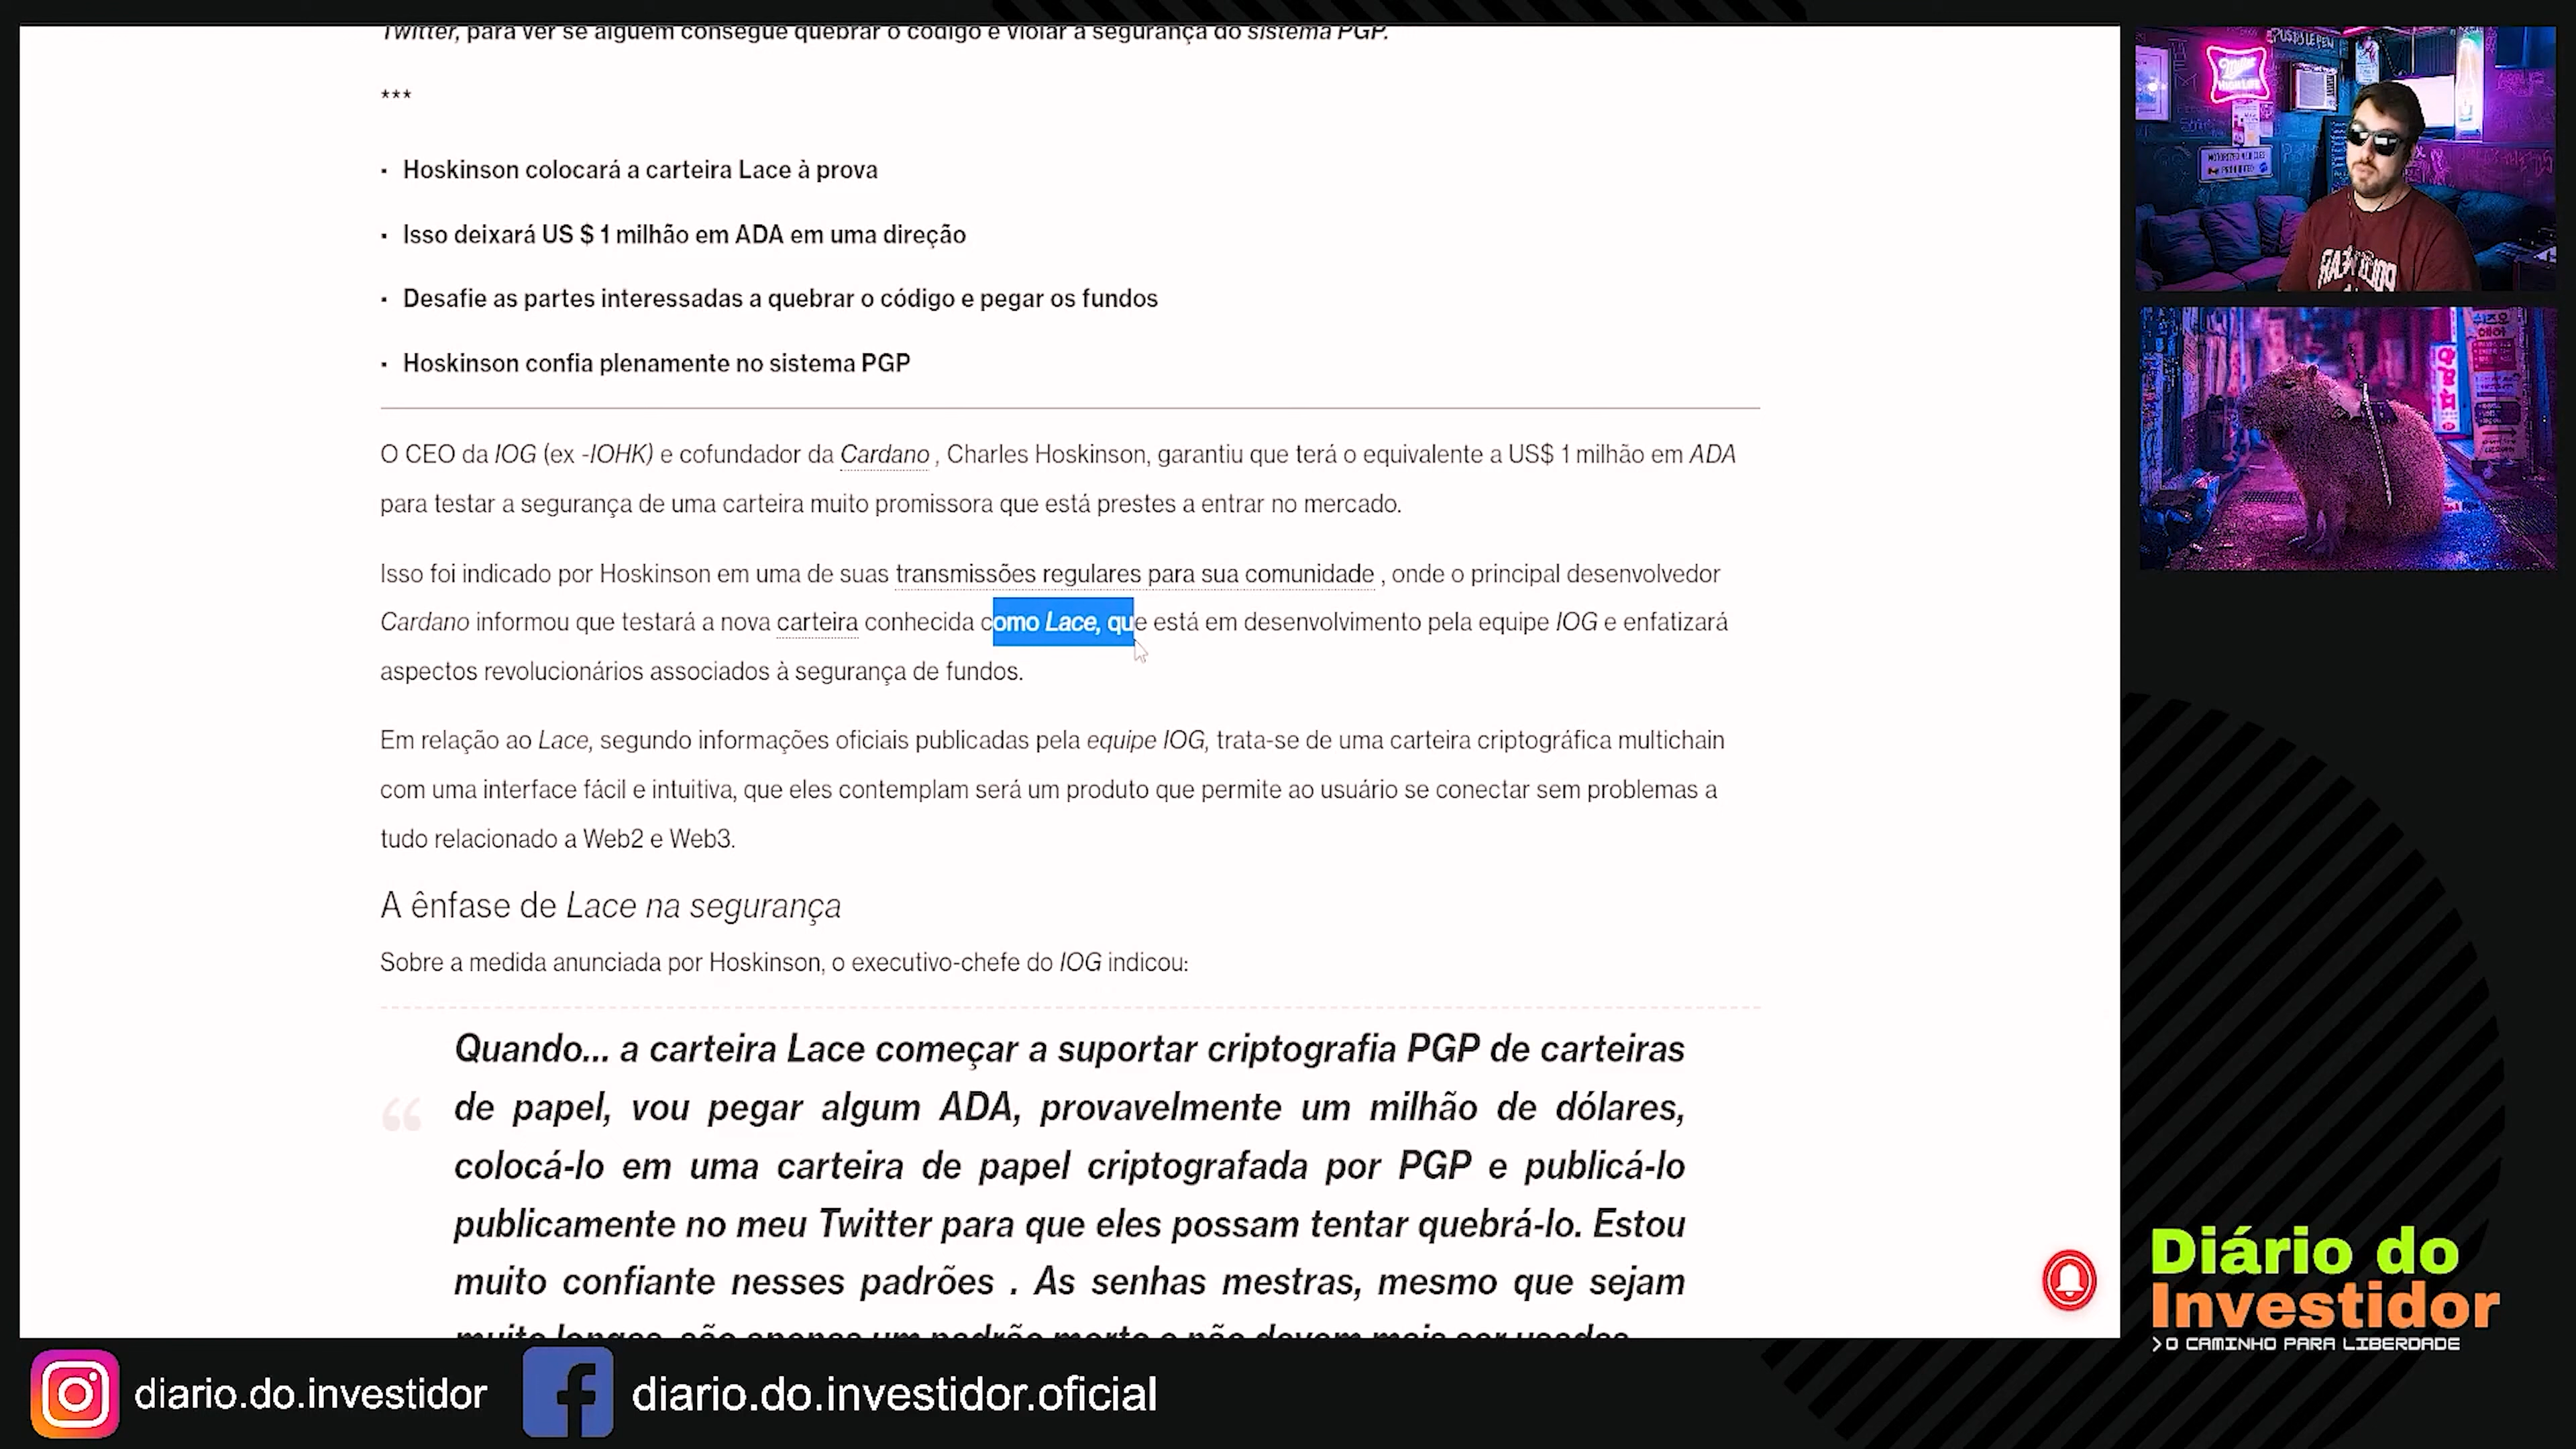 Twitter, para ver se alguém consegue quebrar o código e violar a segurança do sistema PGP.
***
· Hoskinson colocará a carteira Lace à prova
· Isso deixará US $ 1 milhão em ADA em uma direção
· Desafie as partes interessadas a quebrar o código e pegar os fundos
· Hoskinson confia plenamente no sistema PGP
O CEO da IOG (ex -IOHK) e cofundador da Cardano , Charles Hoskinson, garantiu que terá o equivalente a US$ 1 milhão em ADA
para testar a segurança de uma carteira muito promissora que está prestes a entrar no mercado.
Isso foi indicado por Hoskinson em uma de suas transmissões regulares para sua comunidade , onde o principal desenvolvedor
Cardano informou que testará a nova carteira conhecida como Lace, que está em desenvolvimento pela equipe IOG e enfatizará
aspectos revolucionários associados à segurança de fundos.
Em relação ao Lace, segundo informações oficiais publicadas pela equipe IOG, trata-se de uma carteira criptográfica multichain
com uma interface fácil e intuitiva, que eles contemplam será um produto que permite ao usuário se conectar sem problemas a
tudo relacionado a Web2 e Web3.
A ênfase de Lace na segurança
Sobre a medida anunciada por Hoskinson, o executivo-chefe do IOG indicou:
“ Quando... a carteira Lace começar a suportar criptografia PGP de carteiras
de papel, vou pegar algum ADA, provavelmente um milhão de dólares,
colocá-lo em uma carteira de papel criptografada por PGP e publicá-lo
publicamente no meu Twitter para que eles possam tentar quebrá-lo. Estou
muito confiante nesses padrões . As senhas mestras, mesmo que sejam
muito longas, são apenas um padrão morto e não devem mais ser usadas
Diário do
Investidor
>O CAMINHO PARA LIBERDADE
diario.do.investidor
diario.do.investidor.oficial